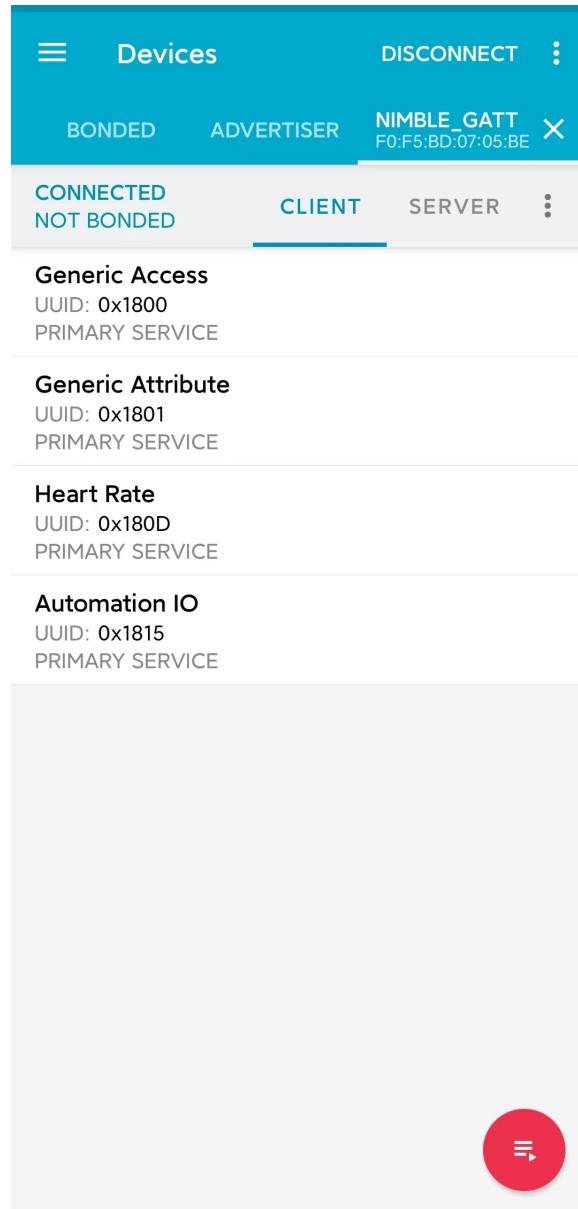 Devices
DISCONNECT
BONDED
ADVERTISER
NIMBLE_GATT
F0:F5:BD:07:05:BE
CONNECTED
NOT BONDED
CLIENT
SERVER
Generic Access
UUID: 0x1800
PRIMARY SERVICE
Generic Attribute
UUID: 0x1801
PRIMARY SERVICE
Heart Rate
UUID: 0x180D
PRIMARY SERVICE
Automation IO
UUID: 0x1815
PRIMARY SERVICE